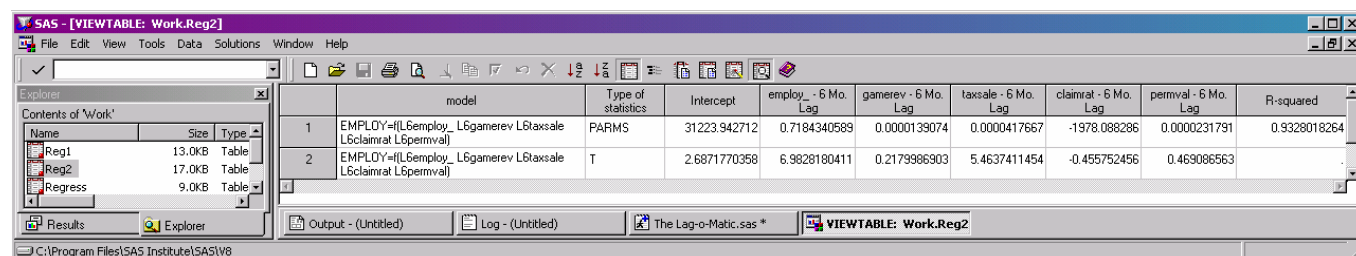 SAS - [VIEWTABLE: Work.Reg2]
File Edit View Tools Data Solutions Window Help
Explorer
Contents of 'Work'
Name Size Type
Reg1 13.0KB Table
Reg2 17.0KB Table
Regress 9.0KB Table
Results Explorer
model Type of statistics Intercept employ_ - 6 Mo. Lag gamerev - 6 Mo. Lag taxsale - 6 Mo. Lag claimrat - 6 Mo. Lag permval - 6 Mo. Lag R-squared
1 EMPLOY=f(L6employ_ L6gamerev L6taxsale L6claimrat L6permval) PARMS 31223.942712 0.7184340589 0.0000139074 0.0000417667 -1978.088286 0.0000231791 0.9328018264
2 EMPLOY=f(L6employ_ L6gamerev L6taxsale L6claimrat L6permval) T 2.6871770358 6.9828180411 0.2179986903 5.4637411454 -0.455752456 0.469086563 .
Output - (Untitled) Log - (Untitled) The Lag-o-Matic.sas * VIEWTABLE: Work.Reg2
C:\Program Files\SAS Institute\SAS\V8